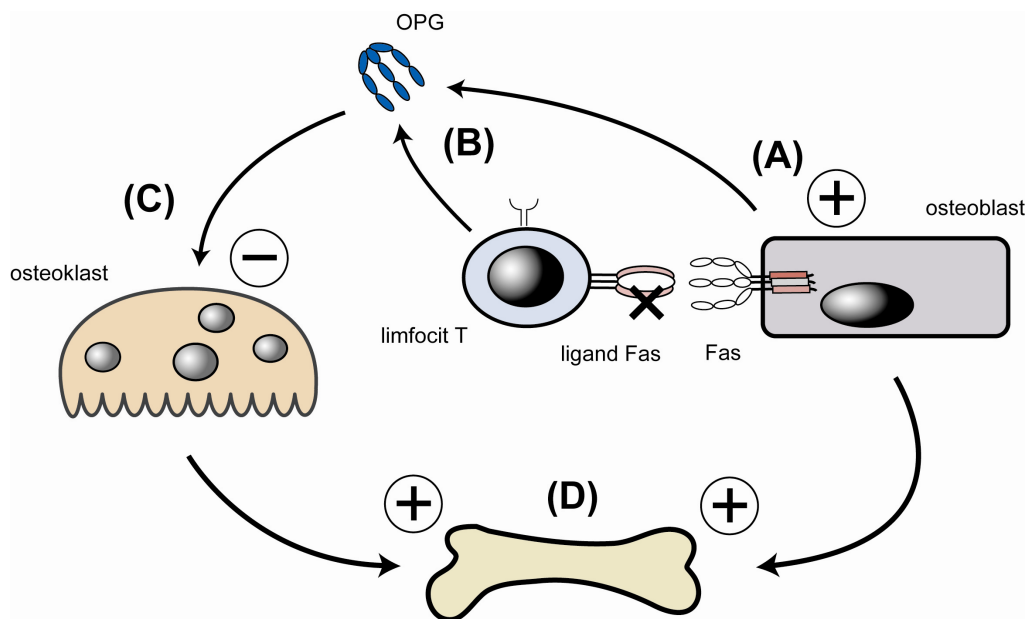 OPG
(B)
(A)
(C)
osteoblast
osteoklast
limfocit T
ligand Fas
Fas
(D)